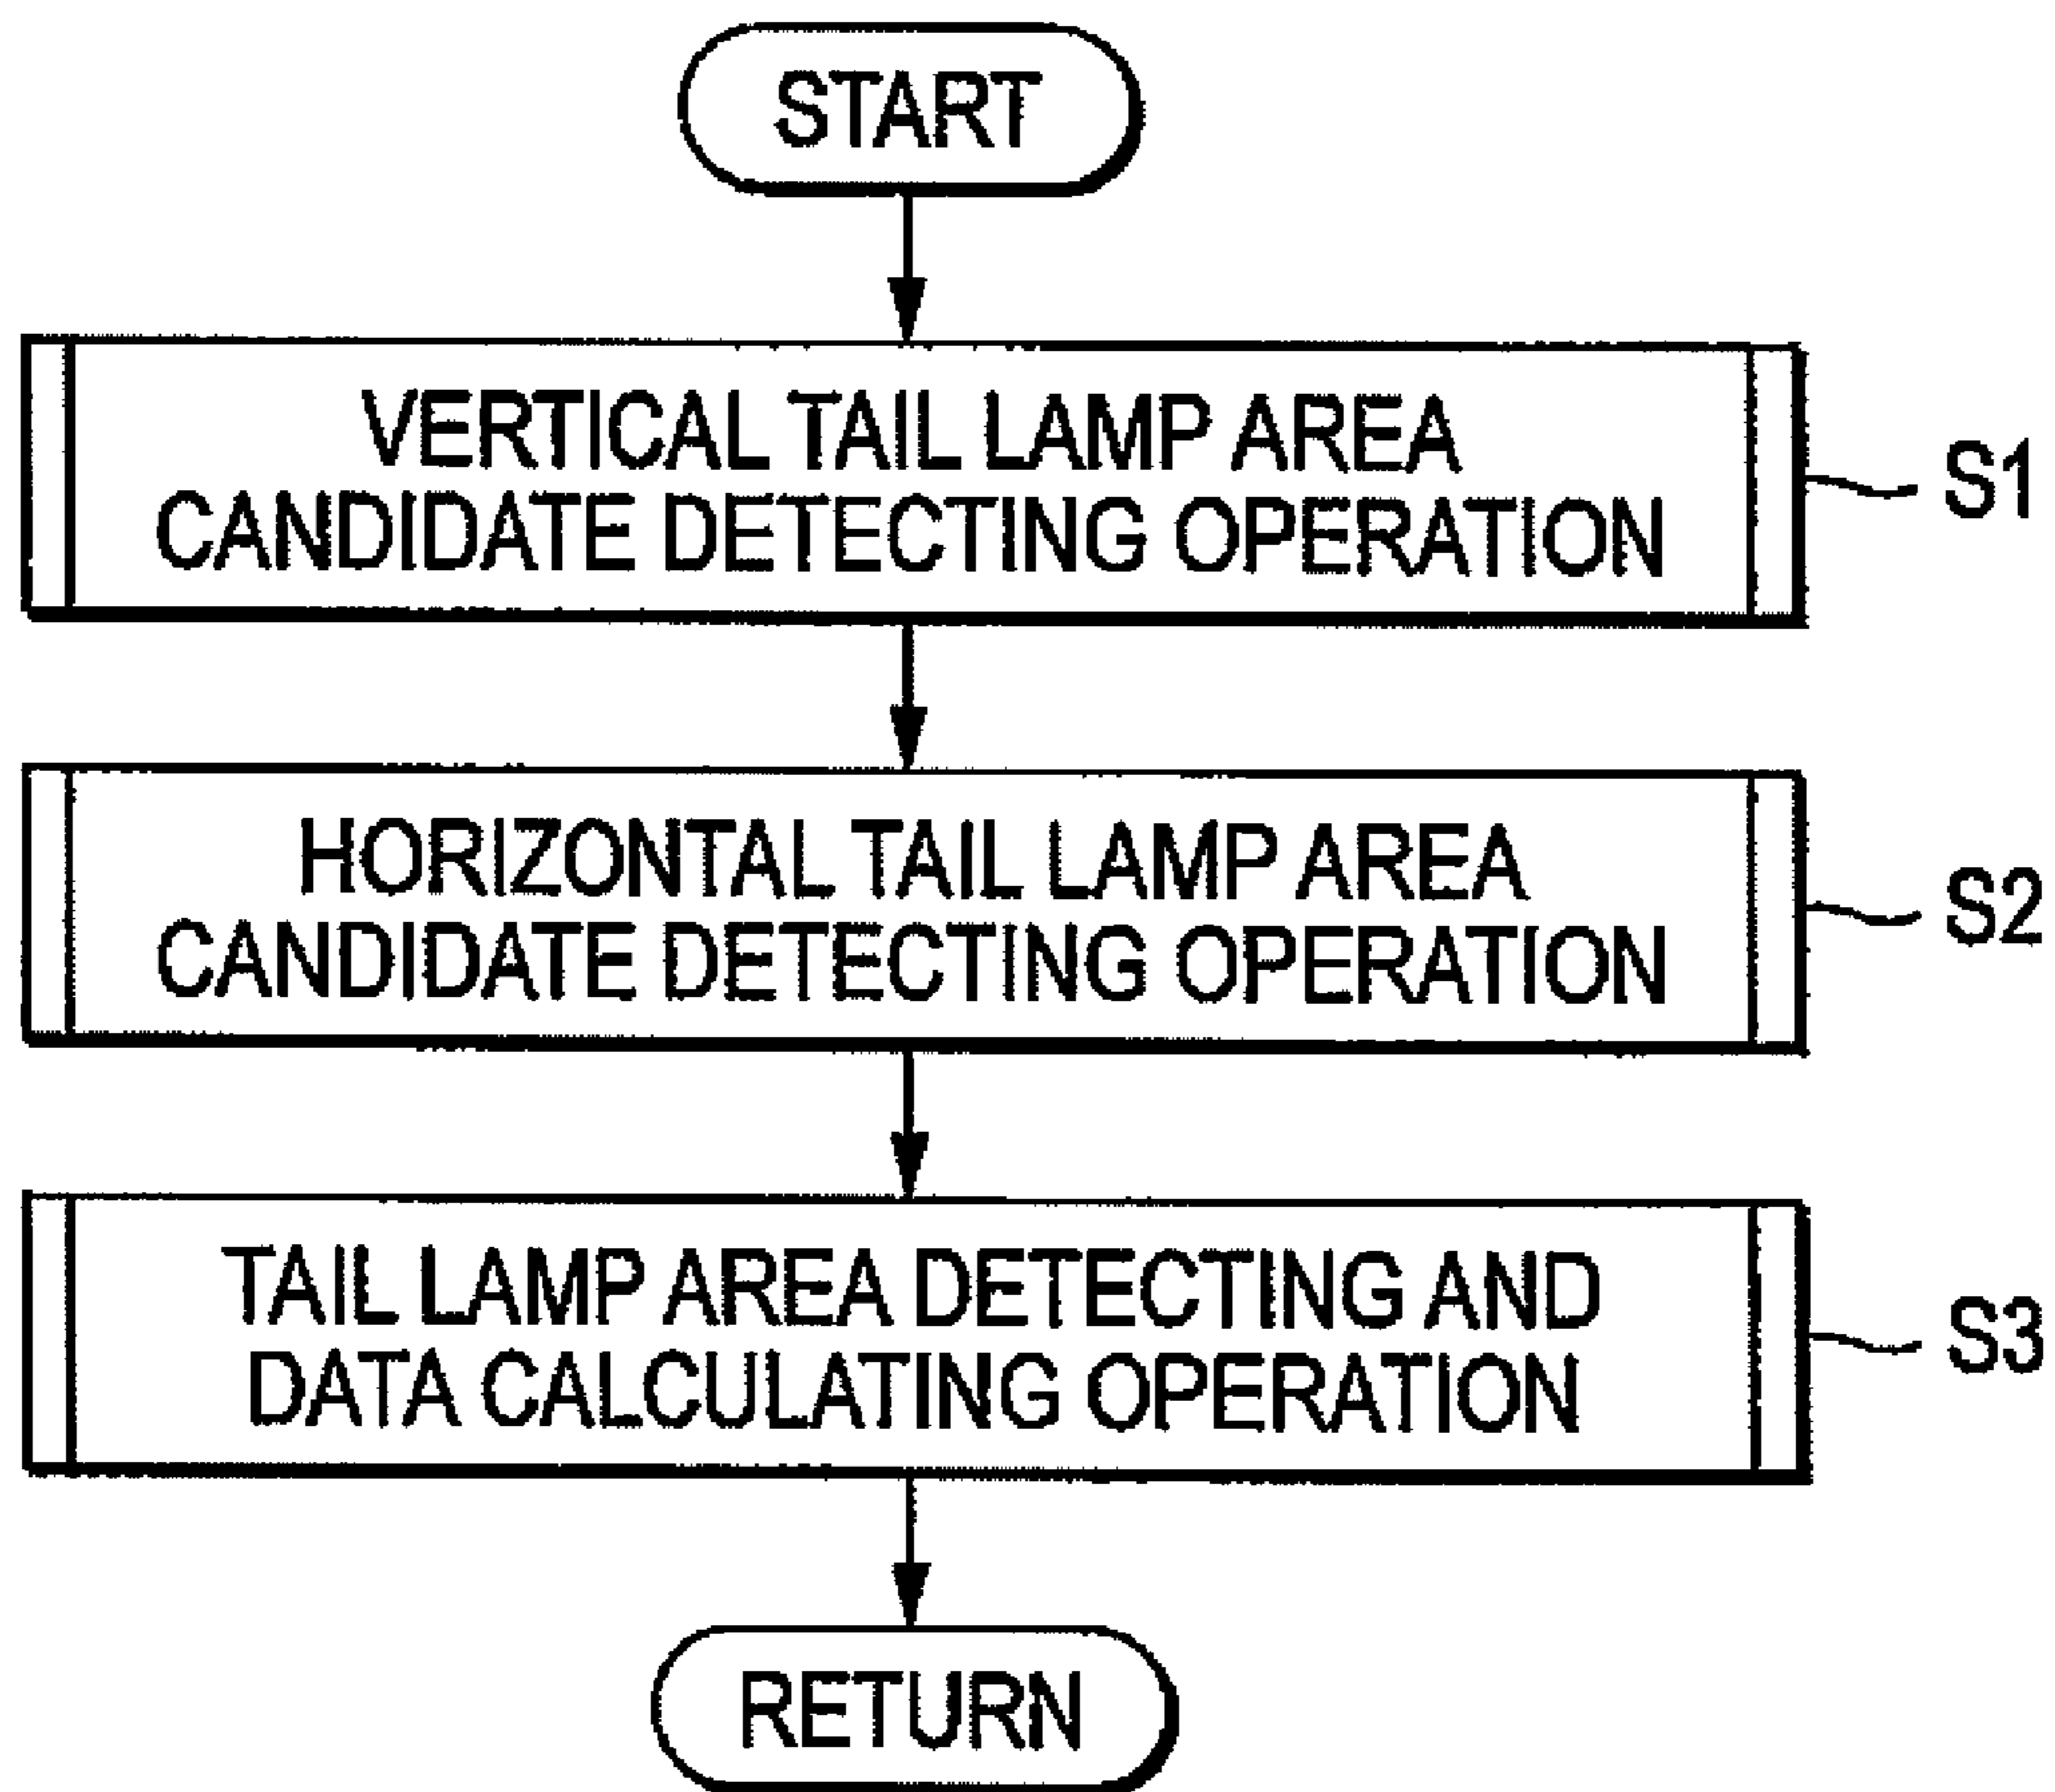 START
VERTICAL TAIL LAMP AREA
CANDIDATE DETECTING OPERATION
S1
HORIZONTAL TAIL LAMP AREA
CANDIDATE DETECTING OPERATION
S2
TAIL LAMP AREA DETECTING AND
DATA CALCULATING OPERATION
S3
RETURN